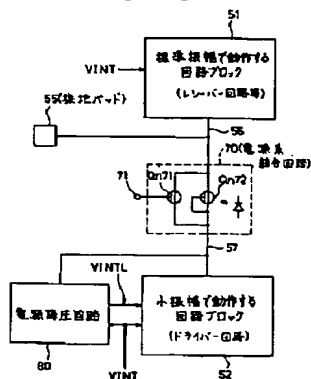 51
標準振幅で動作する
回路ブロック
(レシーバー回路等)
VINT
55(接地パッド)
56
70(電源系
結合回路)
Qn71
Qn72
71
57
VINTL
電源降圧回路
小振幅で動作する
回路ブロック
(ドライバー回路)
80
VINT
52